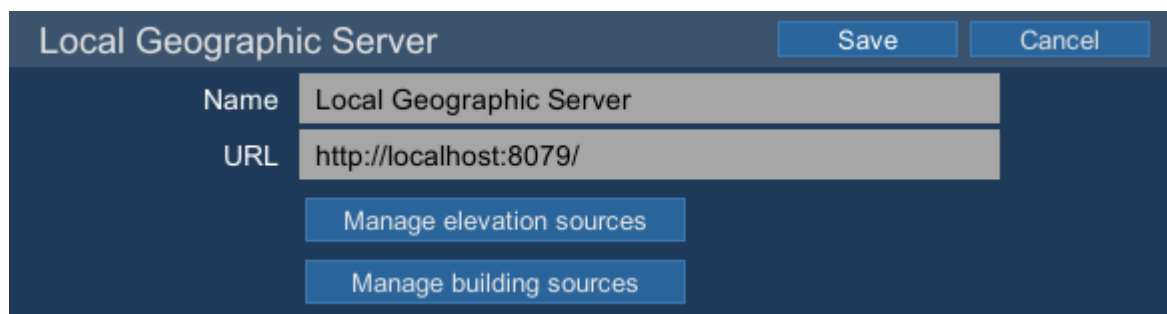 Local Geographic Server Save Cancel
Name Local Geographic Server
URL http://localhost:8079/
Manage elevation sources
Manage building sources